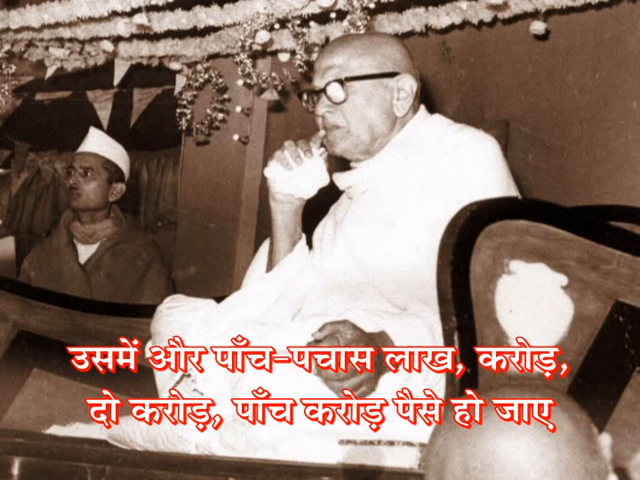 उसमें और पाँच-पचास लाख, करोड़,
दो करोड़, पाँच करोड़ पैसे हो जाए